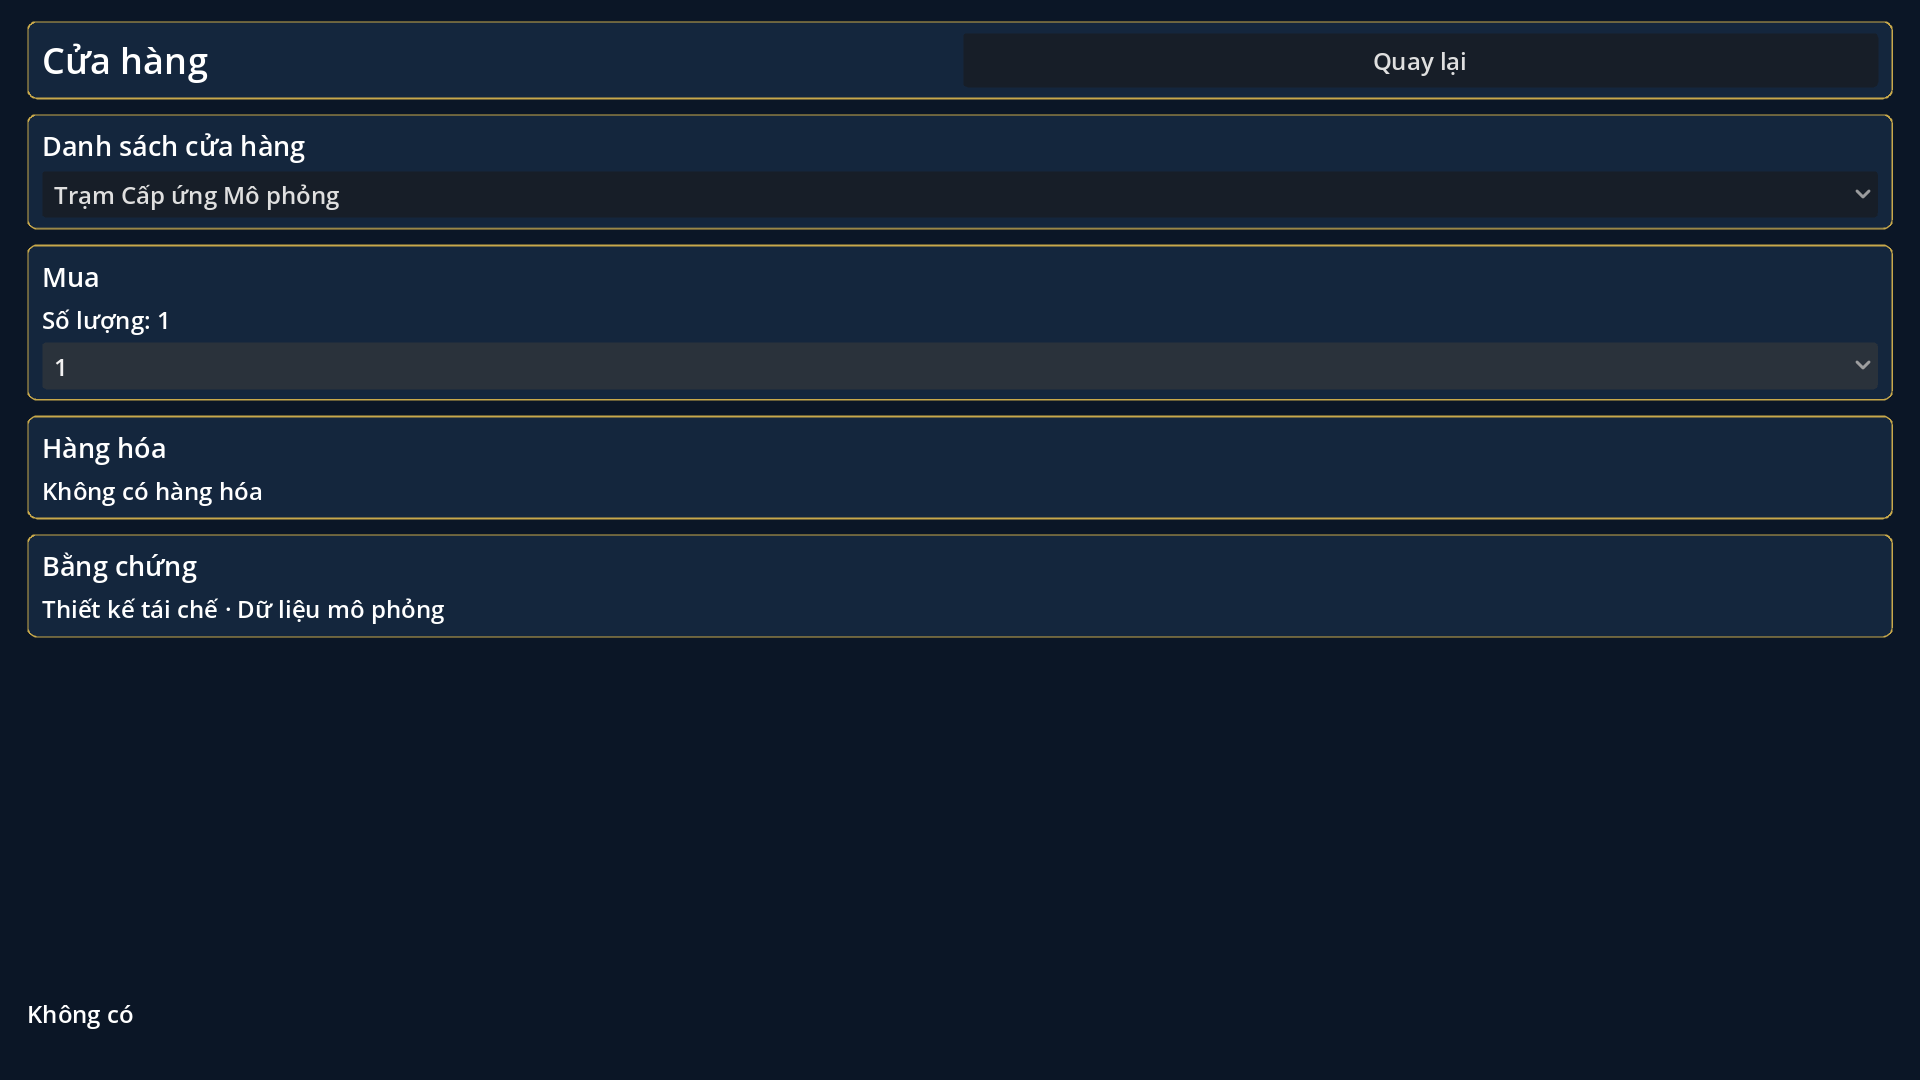 Cửa hàng
Quay lại
Danh sách cửa hàng
Trạm Cấp ứng Mô phỏng
Mua
Số lượng: 1
1
Hàng hóa
Không có hàng hóa
Bằng chứng
Thiết kế tái chế · Dữ liệu mô phỏng
Không có